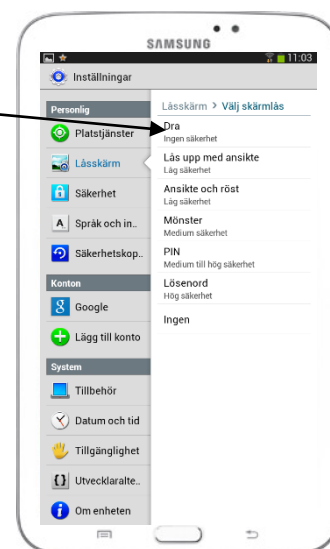 SAMSUNG
11:03
Inställningar
Personlig
Platstjänster
Låsskärm
Säkerhet
A Språk och in..
Säkerhetskop..
Konton
8 Google
Lägg till konto
System
Tillbehör
Datum och tid
Tillgänglighet
{} Utvecklaralte..
i Om enheten
Låsskärm > Välj skärmlås
Dra
Ingen säkerhet
Lås upp med ansikte
Låg säkerhet
Ansikte och röst
Låg säkerhet
Mönster
Medium säkerhet
PIN
Medium till hög säkerhet
Lösenord
Hög säkerhet
Ingen